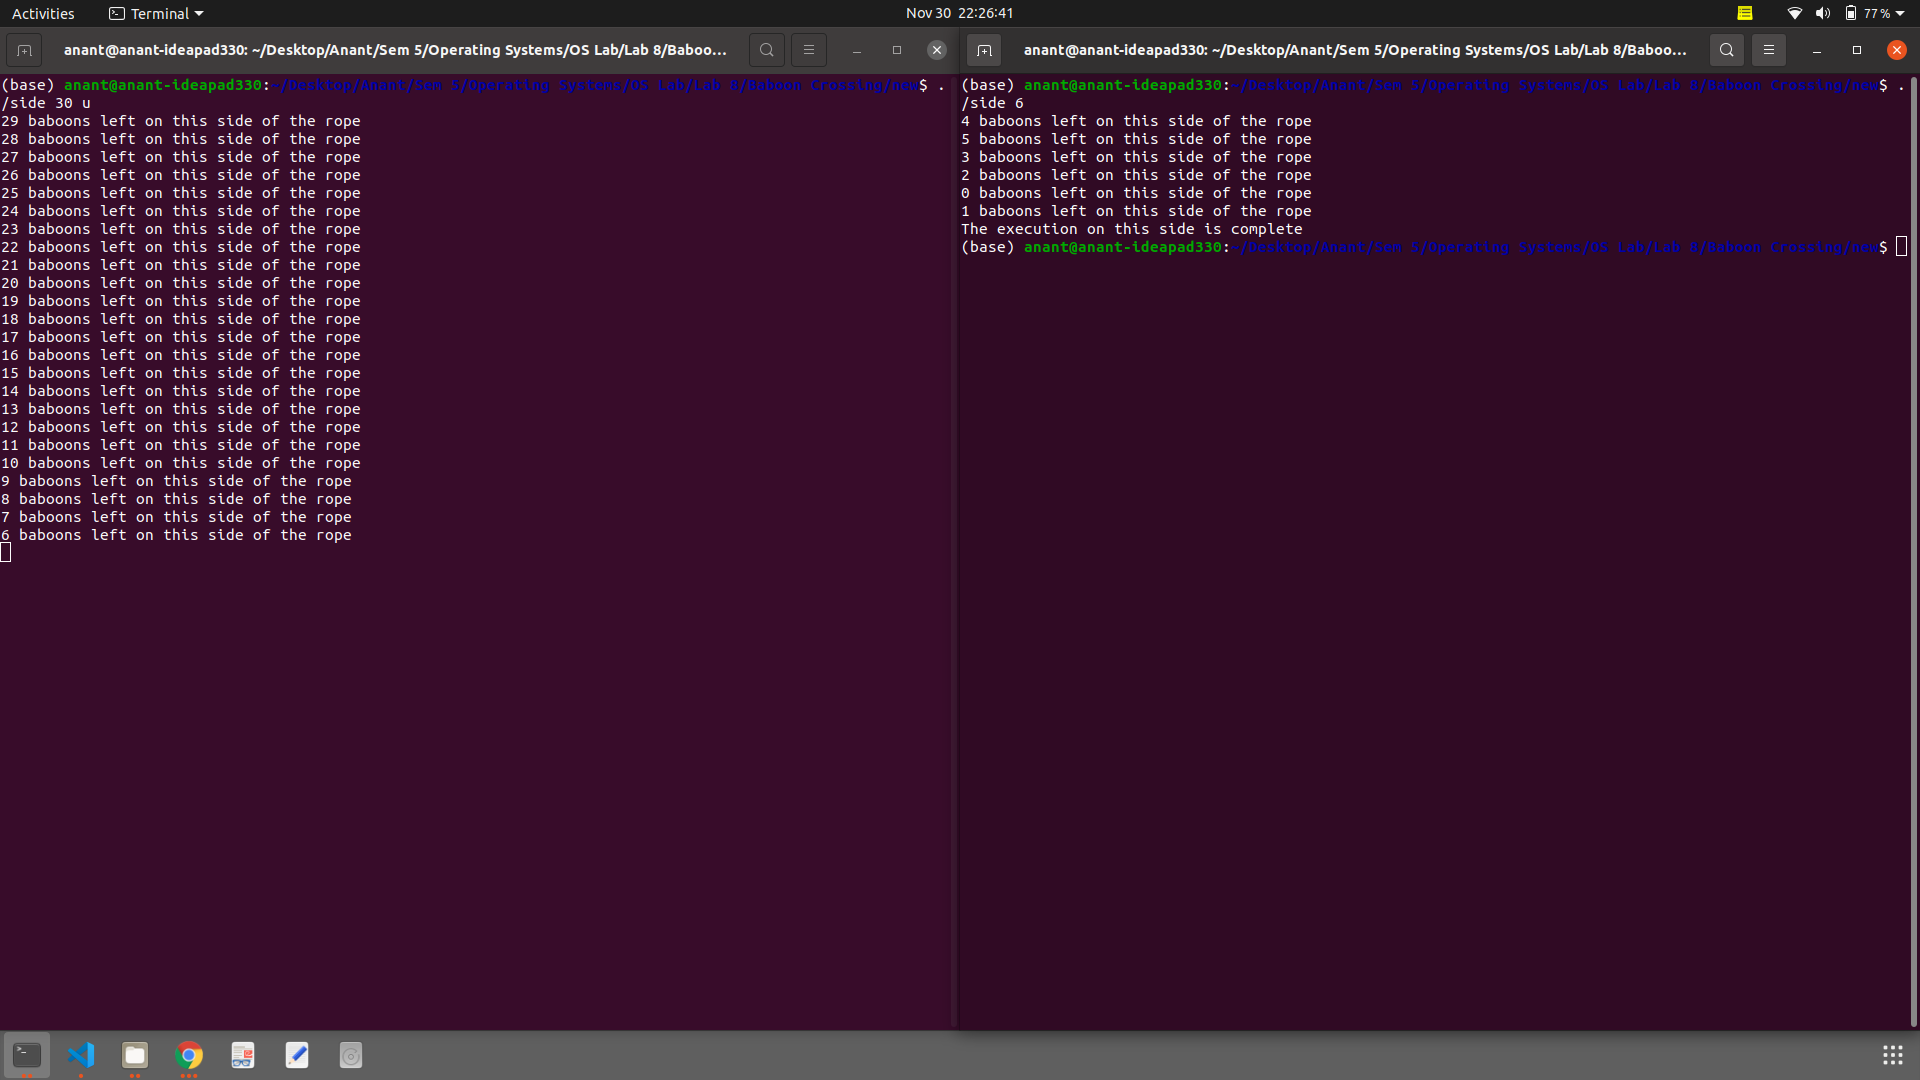 Activities
Terminal
Nov 30 22:26:41
77%
anant@anant-ideapad330: ~/Desktop/Anant/Sem 5/Operating Systems/OS Lab/Lab 8/Baboo...
(base) anant@anant-ideapad330:~/Desktop/Anant/Sem 5/Operating Systems/OS Lab/Lab 8/Baboon Crossing/new$ .
/side 30 u
29 baboons left on this side of the rope
28 baboons left on this side of the rope
27 baboons left on this side of the rope
26 baboons left on this side of the rope
25 baboons left on this side of the rope
24 baboons left on this side of the rope
23 baboons left on this side of the rope
22 baboons left on this side of the rope
21 baboons left on this side of the rope
20 baboons left on this side of the rope
19 baboons left on this side of the rope
18 baboons left on this side of the rope
17 baboons left on this side of the rope
16 baboons left on this side of the rope
15 baboons left on this side of the rope
14 baboons left on this side of the rope
13 baboons left on this side of the rope
12 baboons left on this side of the rope
11 baboons left on this side of the rope
10 baboons left on this side of the rope
9 baboons left on this side of the rope
8 baboons left on this side of the rope
7 baboons left on this side of the rope
6 baboons left on this side of the rope
anant@anant-ideapad330: ~/Desktop/Anant/Sem 5/Operating Systems/OS Lab/Lab 8/Baboo...
(base) anant@anant-ideapad330:~/Desktop/Anant/Sem 5/Operating Systems/OS Lab/Lab 8/Baboon Crossing/new$ .
/side 6
4 baboons left on this side of the rope
5 baboons left on this side of the rope
3 baboons left on this side of the rope
2 baboons left on this side of the rope
0 baboons left on this side of the rope
1 baboons left on this side of the rope
The execution on this side is complete
(base) anant@anant-ideapad330:~/Desktop/Anant/Sem 5/Operating Systems/OS Lab/Lab 8/Baboon Crossing/new$